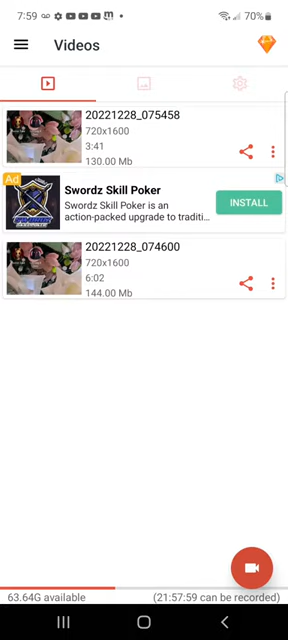 7:59
70%
Videos
20221228_075458
720x1600
3:41
130.00 Mb
Ad
Swordz Skill Poker
Swordz Skill Poker is an
action-packed upgrade to traditi...
INSTALL
20221228_074600
720x1600
6:02
144.00 Mb
63.64G available
(21:57:59 can be recorded)